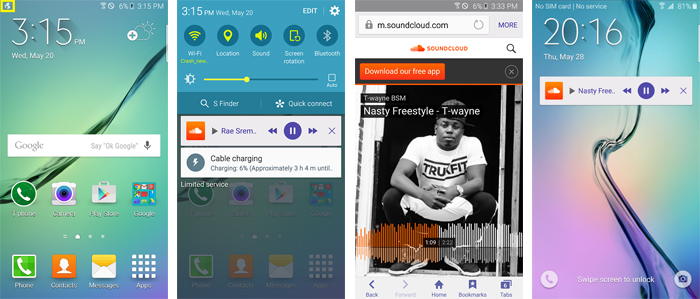 6% 3:15 PM
3:15 PM
Wed, May 20
Google
Say "Ok Google"
T phone
Camera
Play Store
Google
Phone
Contacts
Messages
Apps
3:15 PM Wed, May 20
EDIT
Wi-Fi
Location
Sound
Screen
rotation
Bluetooth
Auto
S Finder
Quick connect
Rae Srem..
Cable charging
Charging: 6% (Approximately 3 h 4 m until..
Limited service
6% 3:33 PM
m.soundcloud.com
MORE
SOUNDCLOUD
Download our free app
T-wayne BSM
Nasty Freestyle - T-wayne
TRUKFIT
1:09 2:22
Back
Forward
Home
Bookmarks
Tabs
No SIM card | No service
20:16
Thu, May 28
Nasty Free..
Swipe screen to unlock